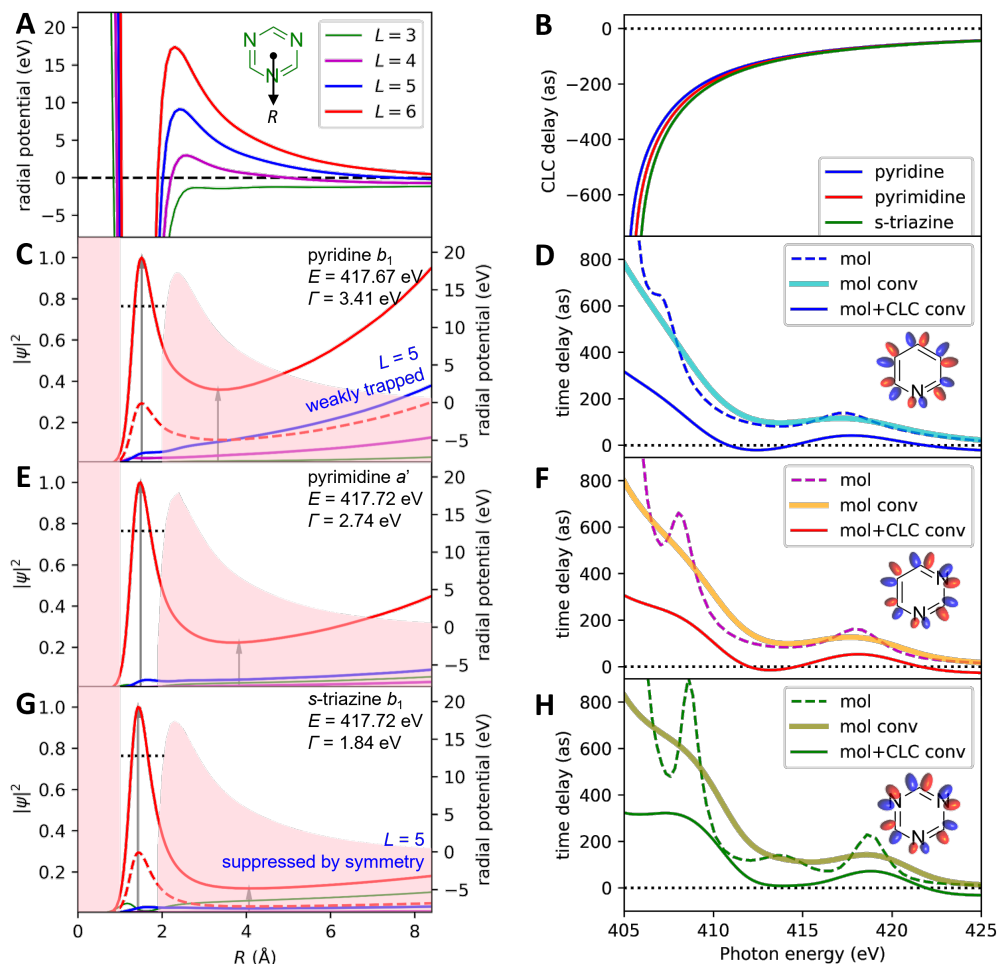 A
radial potential (eV)
20
15
10
5
0
−5
N
N
N
R
L = 3
L = 4
L = 5
L = 6
B
CLC delay (as)
0
−200
−400
−600
pyridine
pyrimidine
s-triazine
C
|ψ|²
1.0
0.8
0.6
0.4
0.2
pyridine b₁
E = 417.67 eV
Γ = 3.41 eV
L = 5
weakly trapped
20
15
10
5
0
−5
radial potential (eV)
D
time delay (as)
800
600
400
200
0
mol
mol conv
mol+CLC conv
N
E
|ψ|²
1.0
0.8
0.6
0.4
0.2
pyrimidine a’
E = 417.72 eV
Γ = 2.74 eV
20
15
10
5
0
−5
radial potential (eV)
F
time delay (as)
800
600
400
200
0
mol
mol conv
mol+CLC conv
N
N
G
|ψ|²
1.0
0.8
0.6
0.4
0.2
s-triazine b₁
E = 417.72 eV
Γ = 1.84 eV
L = 5
suppressed by symmetry
20
15
10
5
0
−5
radial potential (eV)
0 2 4 6 8
R (Å)
H
time delay (as)
800
600
400
200
0
mol
mol conv
mol+CLC conv
N
N
N
405 410 415 420 425
Photon energy (eV)